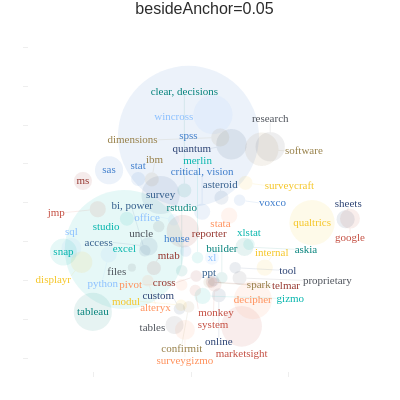 besideAnchor=0.05
clear, decisions
wincross
research
dimensions
spss
quantum
software
ibm
merlin
stat
sas
critical, vision
ms
asteroid
surveycraft
survey
voxco
sheets
bi, power
rstudio
jmp
office
stata
qualtrics
studio
sql
uncle
reporter
xlstat
google
house
access
excel
builder
askia
snap
mtab
xl
internal
files
ppt
tool
displayr
python
pivot
cross
spark
telmar
proprietary
custom
modul
decipher
gizmo
tableau
alteryx
monkey
tables
system
online
confirmit
marketsight
surveygizmo